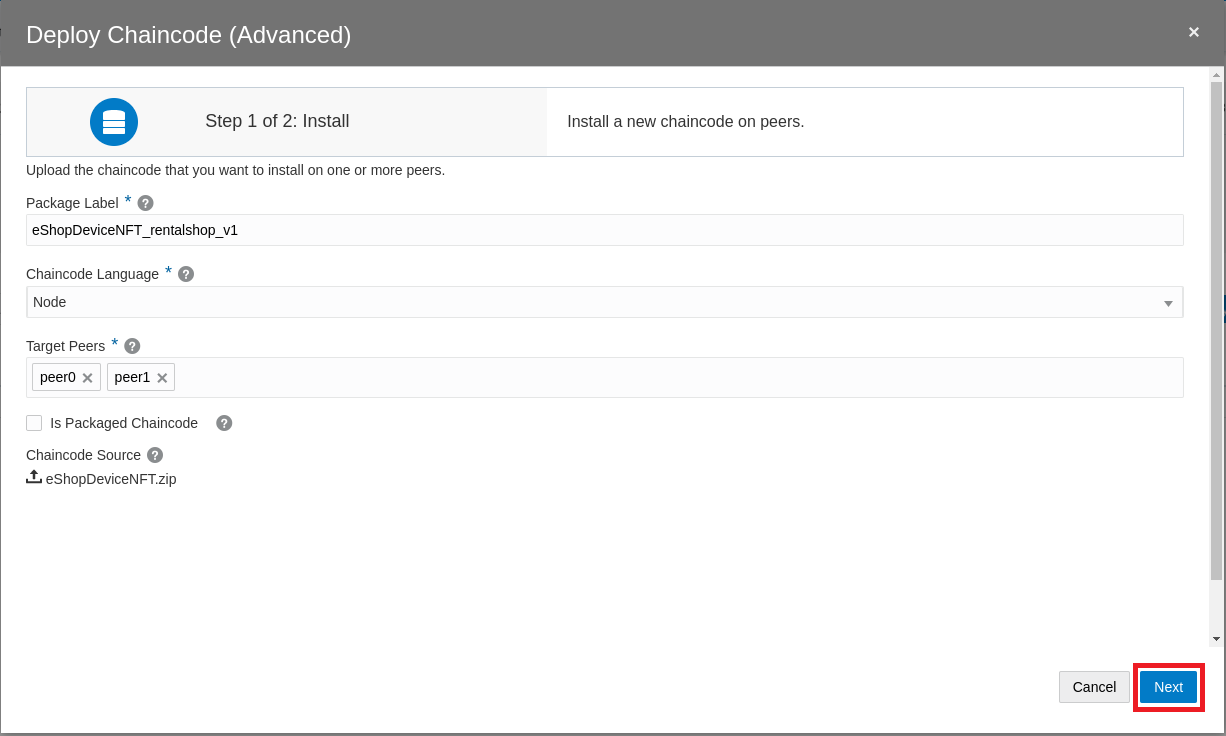 Deploy Chaincode (Advanced)
×
Step 1 of 2: Install
Install a new chaincode on peers.
Upload the chaincode that you want to install on one or more peers.
Package Label * ?
eShopDeviceNFT_rentalshop_v1
Chaincode Language * ?
Node
Target Peers * ?
peer0 × peer1 ×
Is Packaged Chaincode ?
Chaincode Source ?
eShopDeviceNFT.zip
Cancel Next